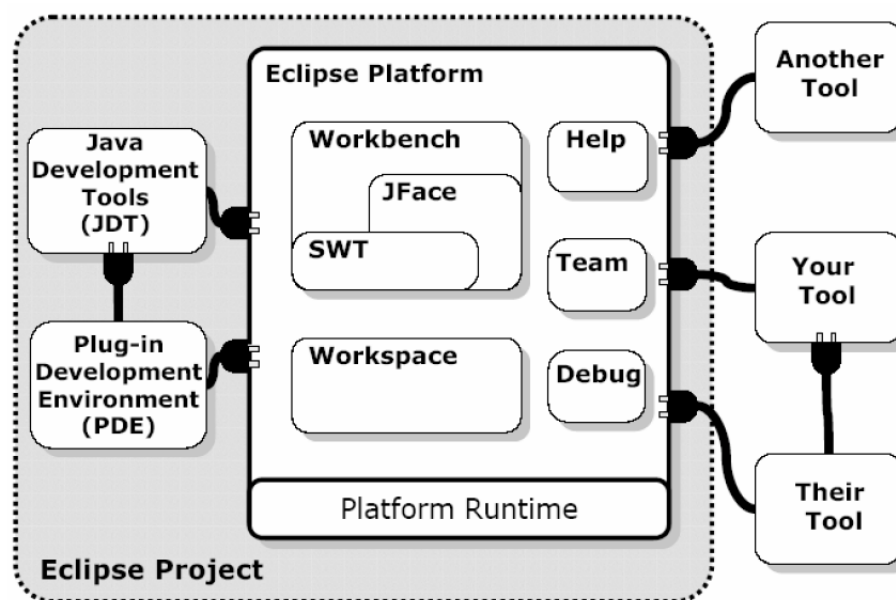 Eclipse Platform
Another
Tool
Java
Development
Tools
(JDT)
Workbench
JFace
SWT
Help
Team
Your
Tool
Plug-in
Development
Environment
(PDE)
Workspace
Debug
Their
Tool
Platform Runtime
Eclipse Project